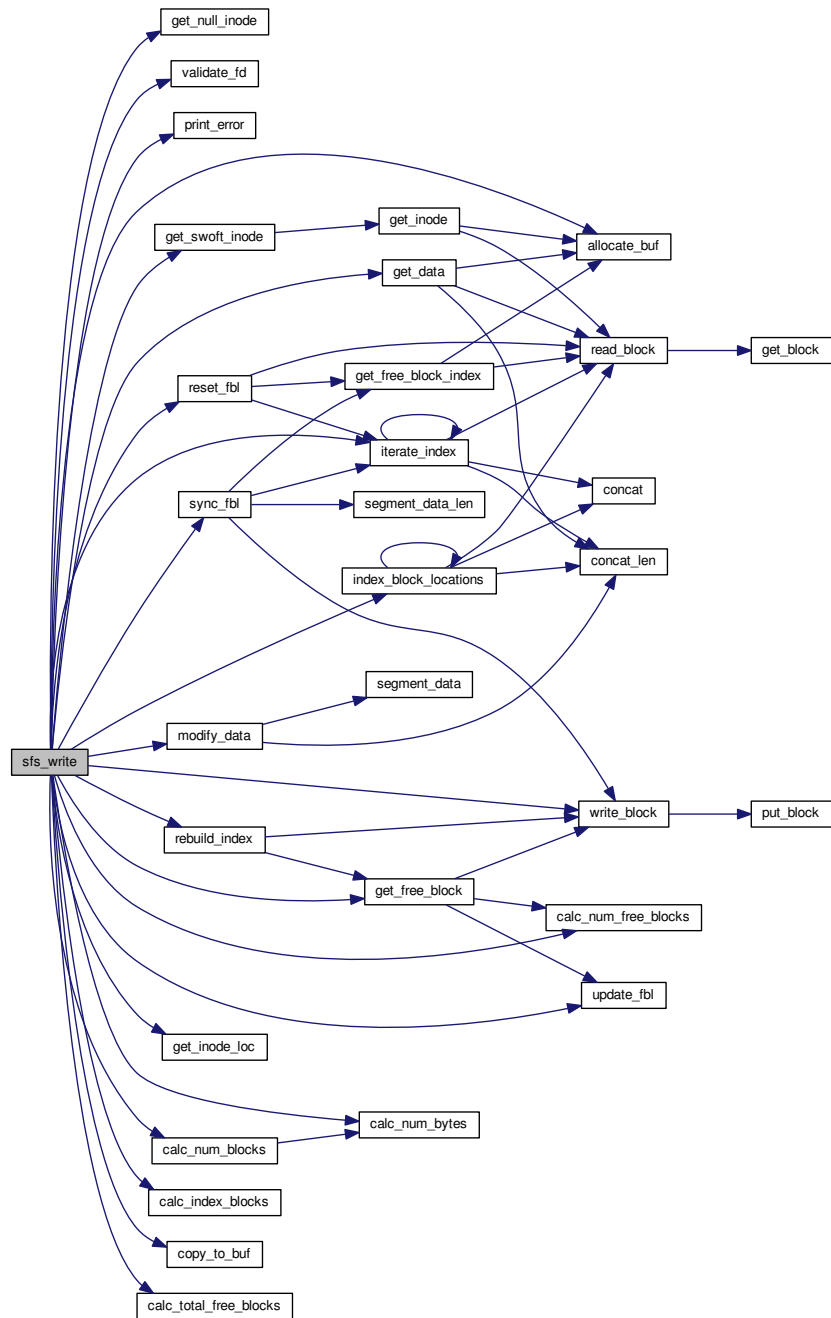 get_null_inode
validate_fd
print_error
get_inode
get_swoft_inode
allocate_buf
get_data
read_block
get_block
get_free_block_index
reset_fbl
iterate_index
concat
sync_fbl
segment_data_len
concat_len
index_block_locations
segment_data
modify_data
sfs_write
write_block
put_block
rebuild_index
get_free_block
calc_num_free_blocks
update_fbl
get_inode_loc
calc_num_bytes
calc_num_blocks
calc_index_blocks
copy_to_buf
calc_total_free_blocks